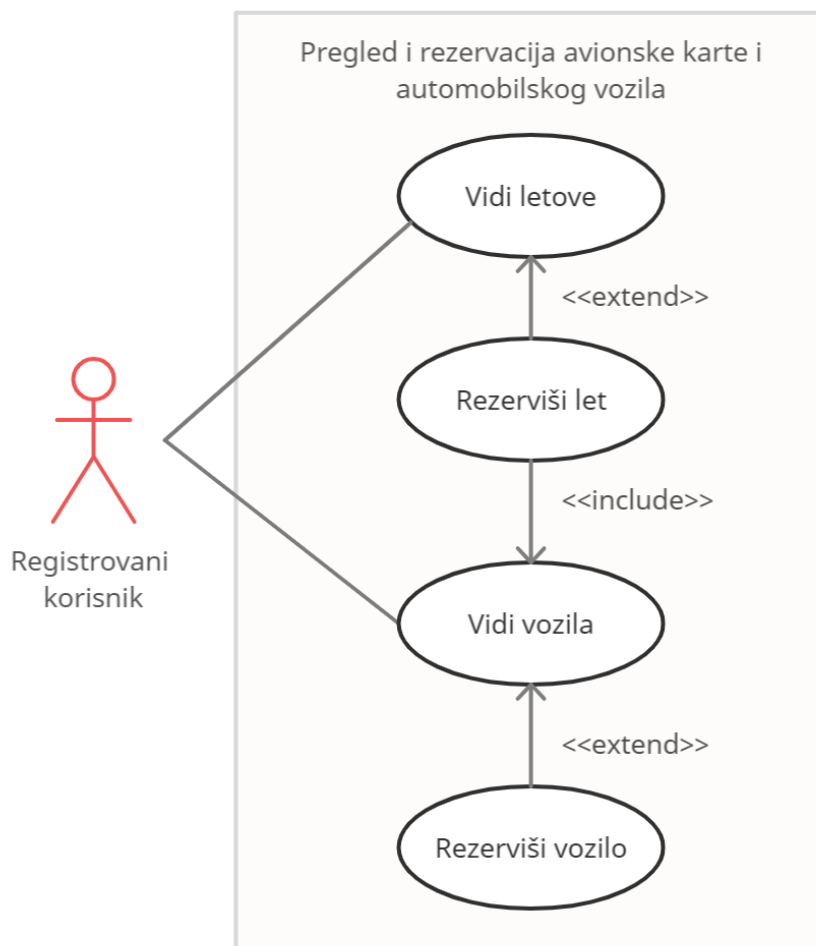 Pregled i rezervacija avionske karte i
automobilskog vozila
Vidi letove
<<extend>>
Rezerviši let
<<include>>
Registrovani
korisnik
Vidi vozila
<<extend>>
Rezerviši vozilo